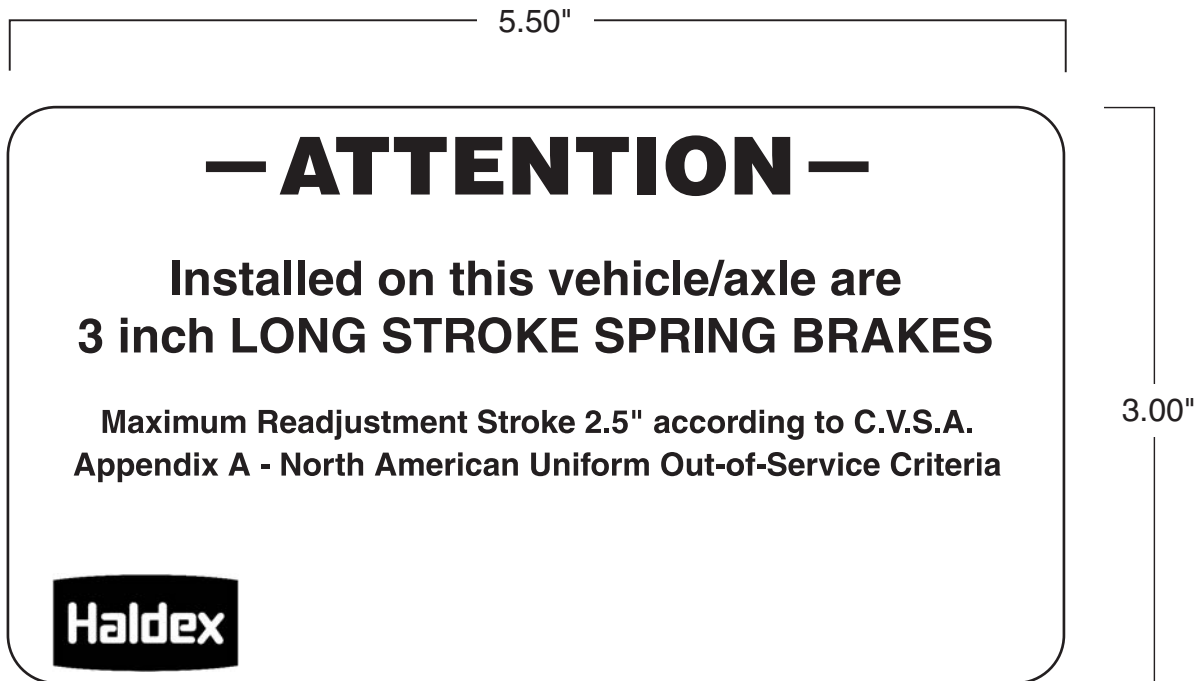 5.50"
—ATTENTION—
Installed on this vehicle/axle are
3 inch LONG STROKE SPRING BRAKES
Maximum Readjustment Stroke 2.5" according to C.V.S.A.
Appendix A - North American Uniform Out-of-Service Criteria
3.00"
Haldex